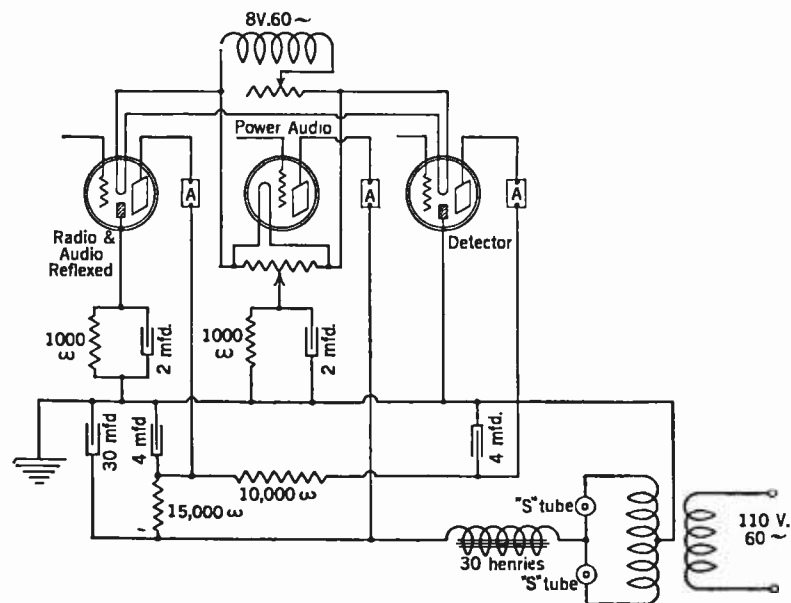 8V.60~
Power Audio
A
A
A
Radio &
Audio
Reflexed
Detector
1000
ω
2 mfd.
1000
ω
2 mfd.
30 mfd
4 mfd
4 mfd.
10,000 ω
15,000 ω
"S" tube
110 V.
60 ~
30 henries
"S" tube